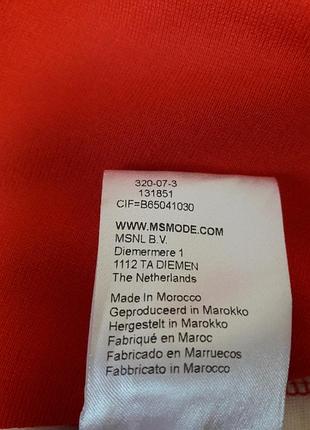 320-07-3
131851
CIF=B65041030
WWW.MSMODE.COM
MSNL B.V.
Diemermere 1
1112 TA DIEMEN
The Netherlands
Made In Morocco
Geproduceerd in Marokko
Hergestelt in Marokko
Fabriqué en Maroc
Fabricado en Marruecos
Fabbricato in Marocco